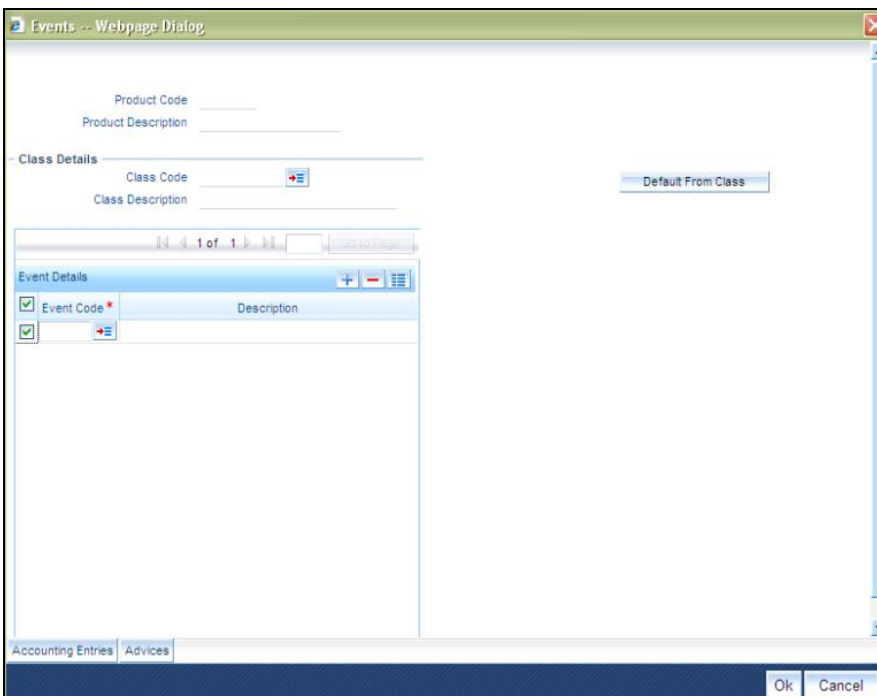 Events -- Webpage Dialog
Product Code
Product Description
Class Details
Class Code
Default From Class
Class Description
1 of 1 Go to Page
Event Details
Event Code * Description
Accounting Entries Advices
Ok Cancel